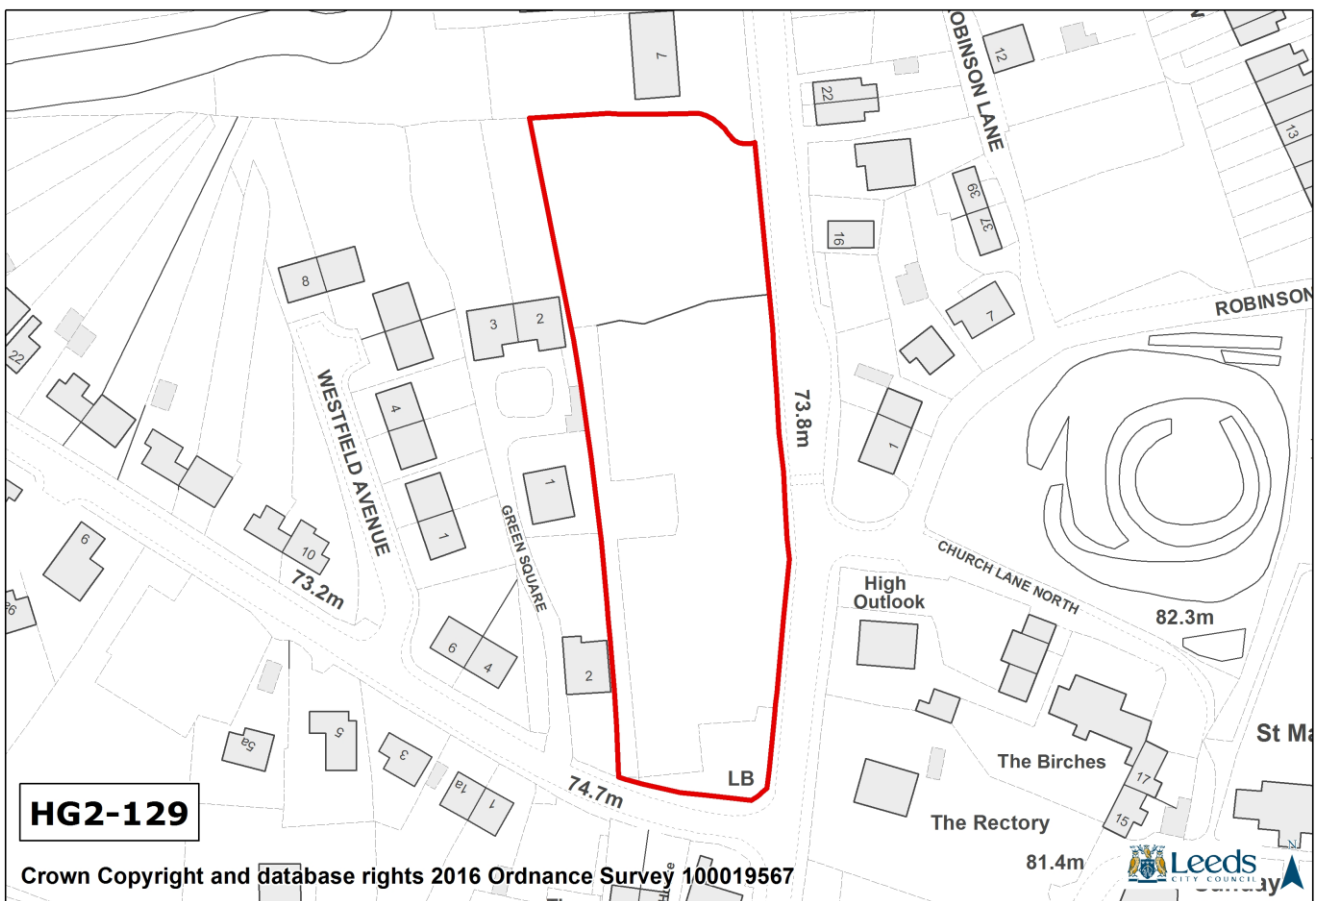 7
12
ROBINSON LANE
22
13
39
37
16
8
7
ROBINSON
3
2
22
4
WESTFIELD AVENUE
73.8m
1
1
1
GREEN SQUARE
10
9
73.2m
CHURCH LANE NORTH
High
Outlook
82.3m
6
4
2
St Ma
5a
5
3
The Birches
17
LB
1a
1
74.7m
15
The Rectory
HG2-129
81.4m
Leeds
CITY COUNCIL
N
Sunday
Crown Copyright and database rights 2016 Ordnance Survey 100019567